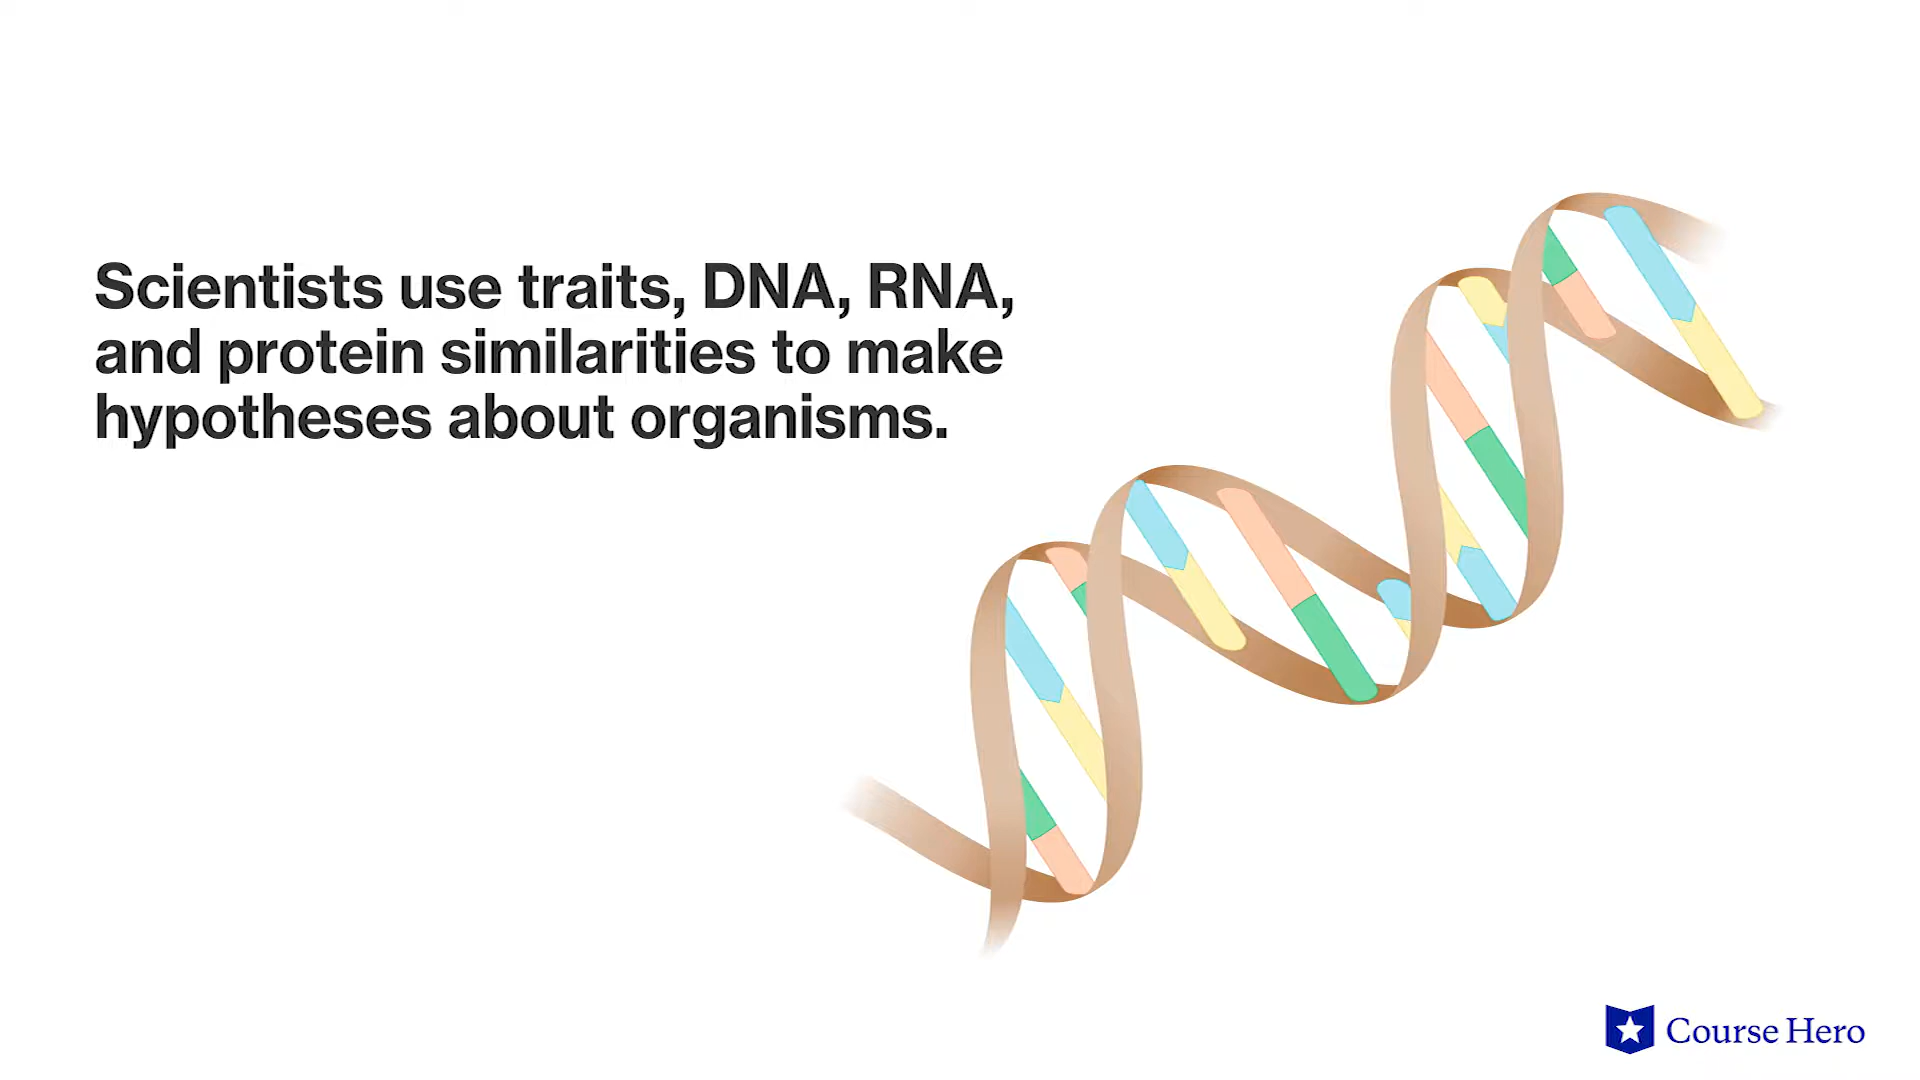 Scientists use traits, DNA, RNA,
and protein similarities to make
hypotheses about organisms.
Course Hero